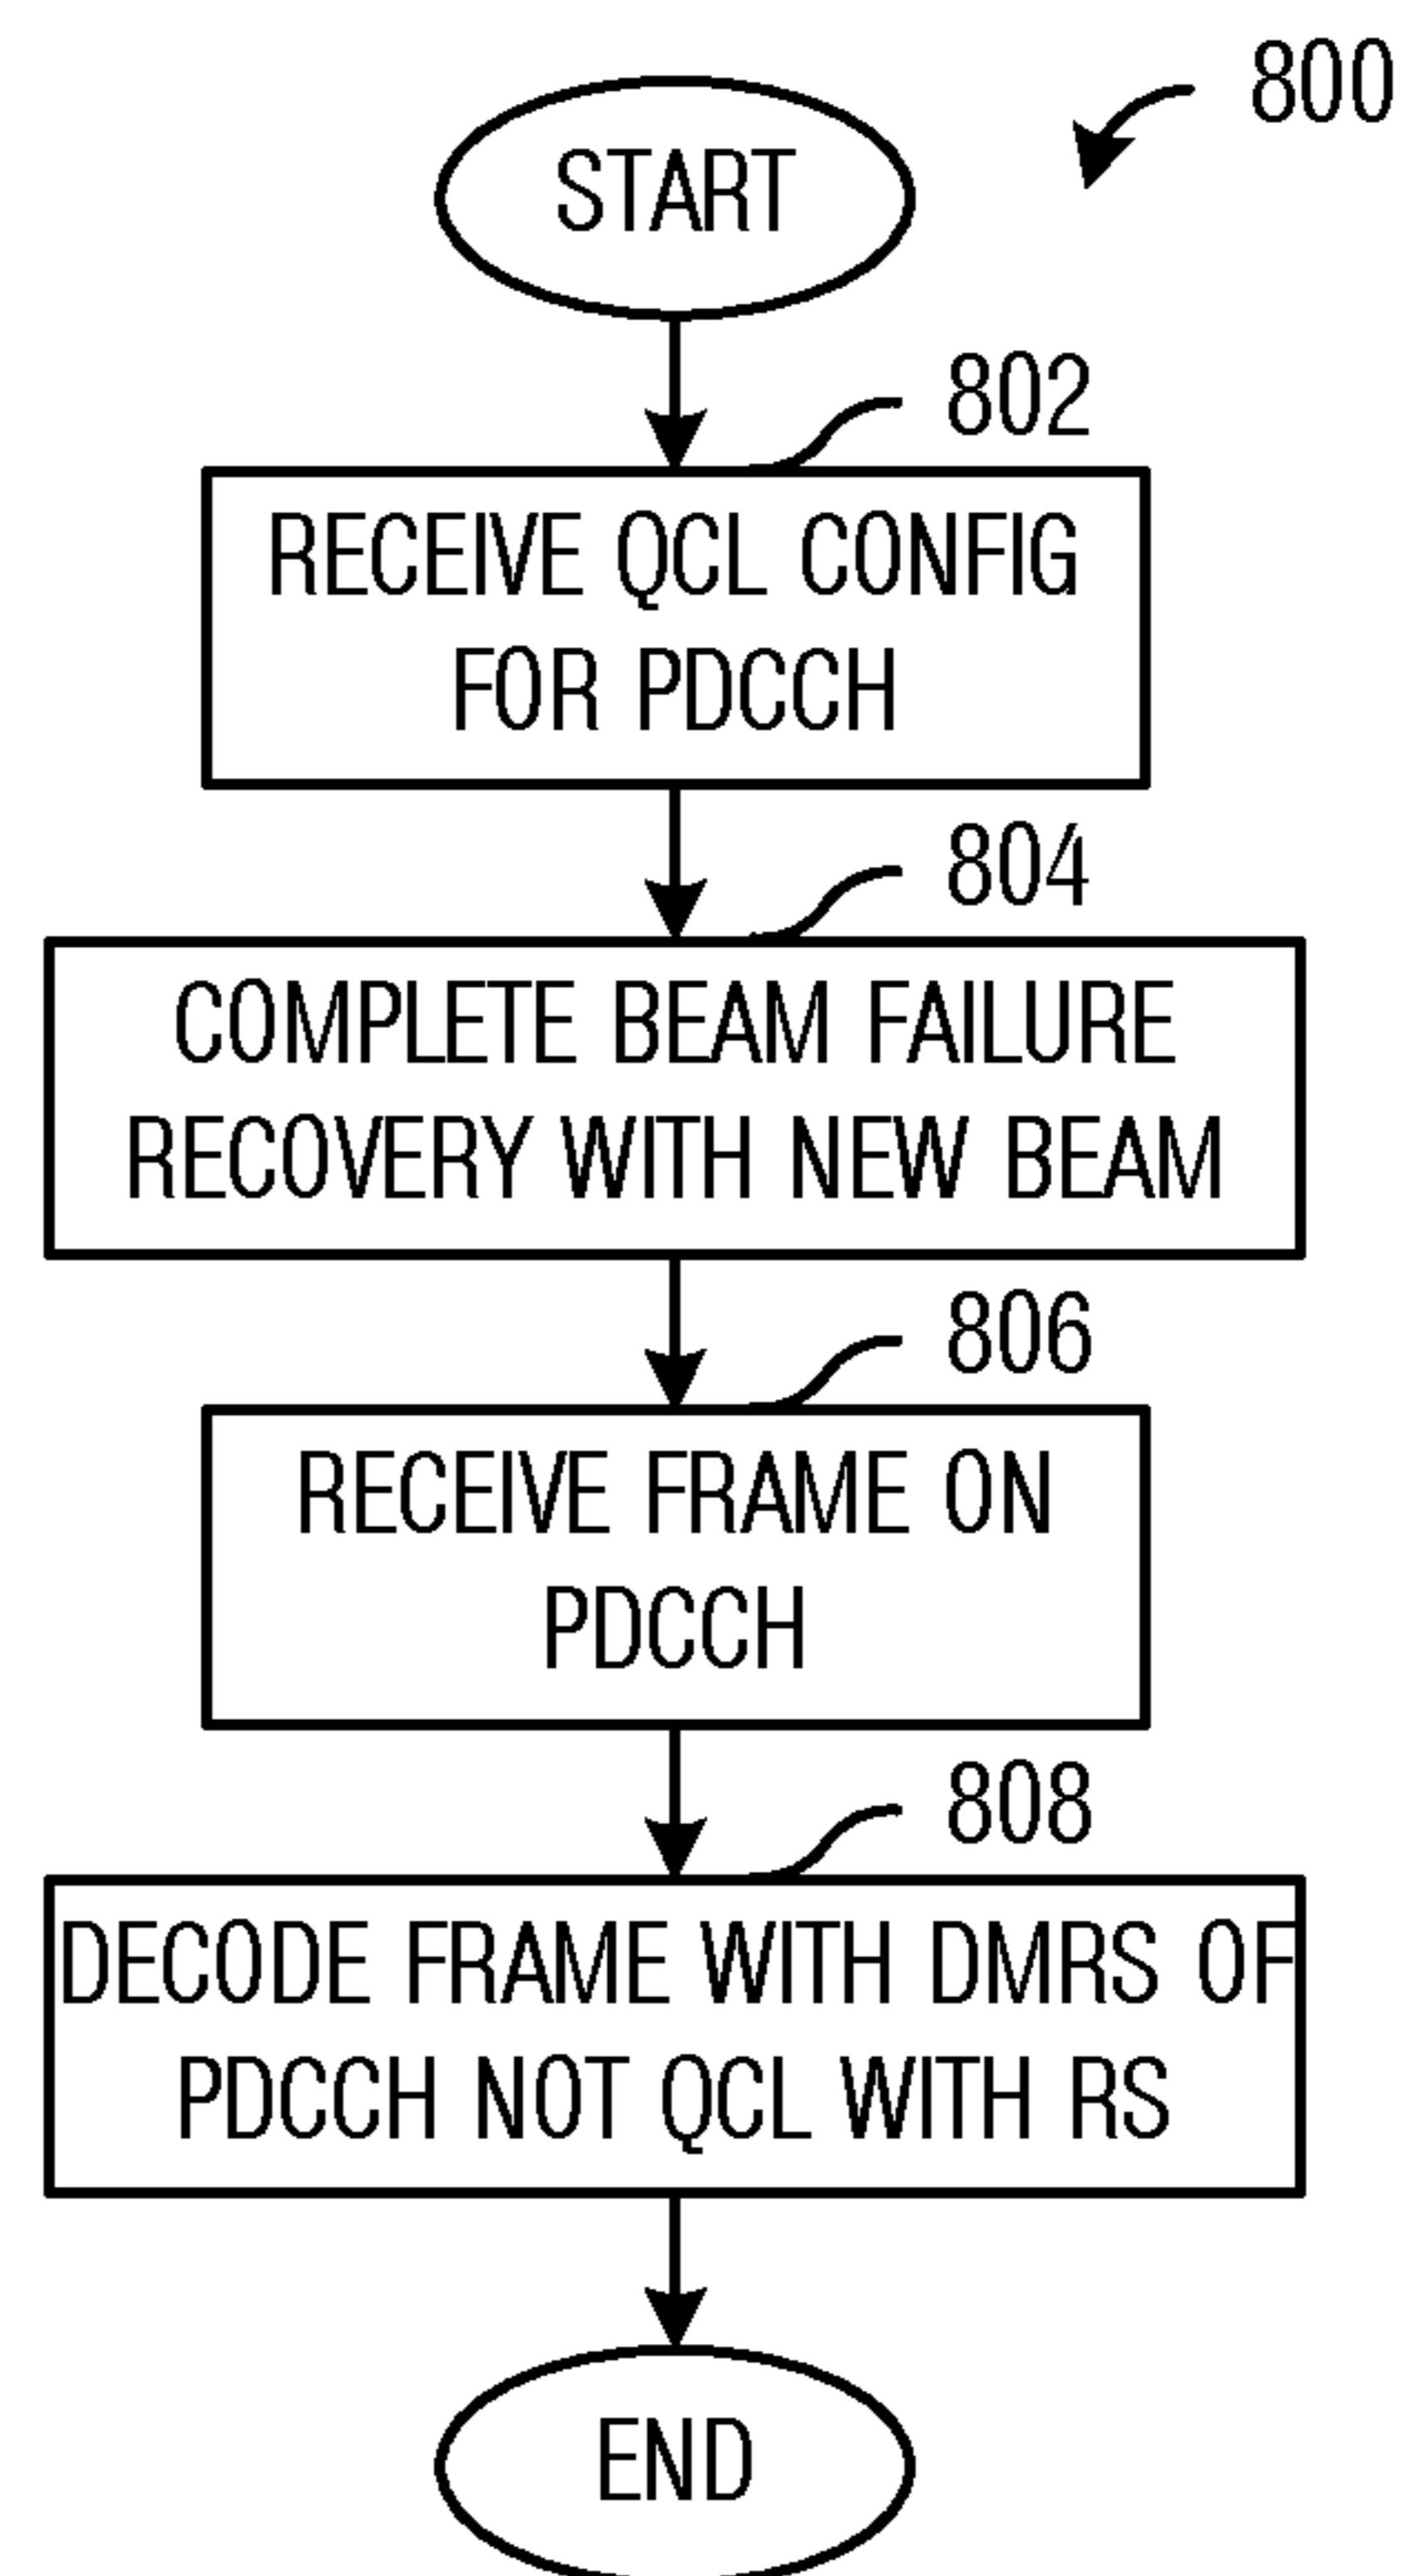 800
START
802
RECEIVE QCL CONFIG
FOR PDCCH
804
COMPLETE BEAM FAILURE
RECOVERY WITH NEW BEAM
806
RECEIVE FRAME ON
PDCCH
808
DECODE FRAME WITH DMRS OF
PDCCH NOT QCL WITH RS
END